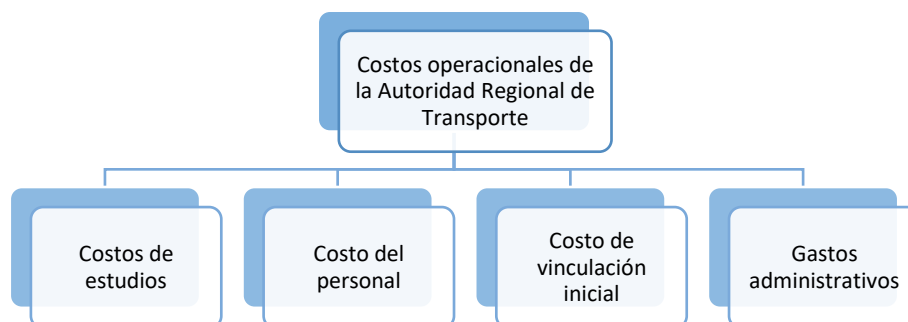 Costos operacionales de
la Autoridad Regional de
Transporte
Costos de
estudios
Costo del
personal
Costo de
vinculación
inicial
Gastos
administrativos